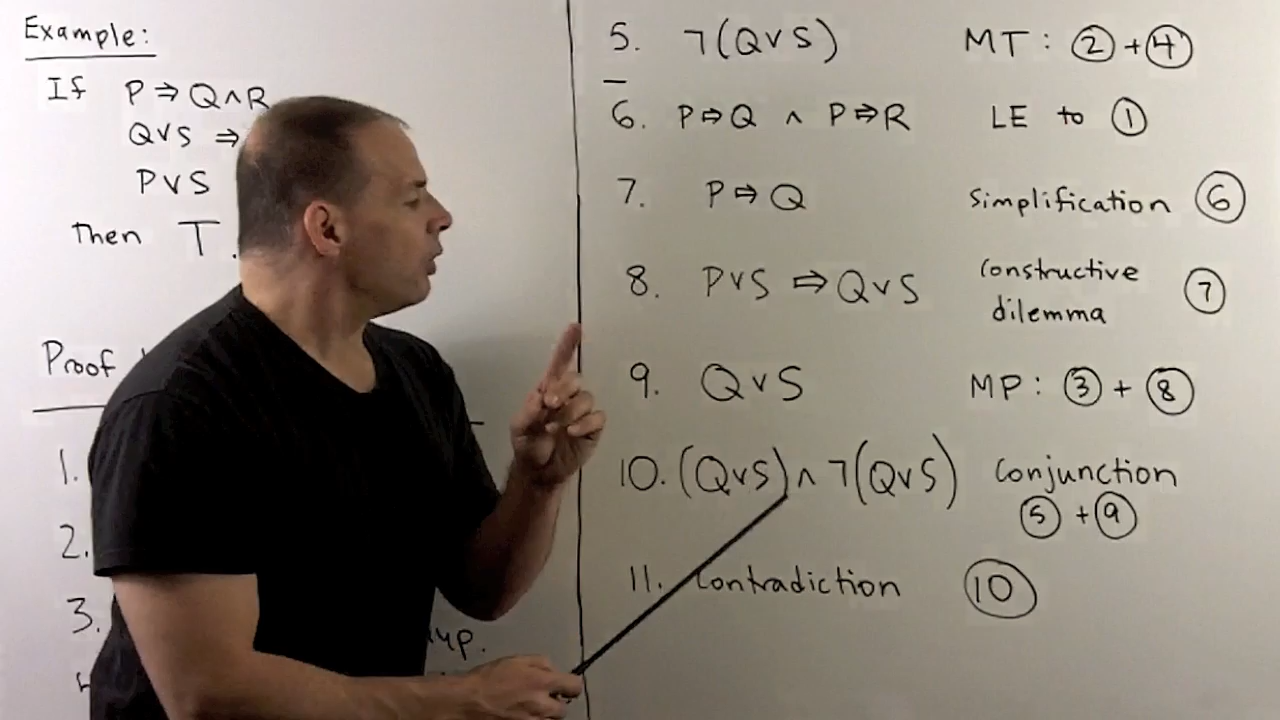 Example:
If P ⇒ Q ∧ R
Q ∨ S ⇒
P ∨ S
then T.
Proof
1.
2.
3.
hyp.
5. ¬(Q ∨ S) MT: ② + ④
6. P ⇒ Q ∧ P ⇒ R LE to ①
7. P ⇒ Q Simplification ⑥
8. P ∨ S ⇒ Q ∨ S Constructive dilemma ⑦
9. Q ∨ S MP: ③ + ⑧
10. (Q ∨ S) ∧ ¬(Q ∨ S) Conjunction ⑤ + ⑨
11. Contradiction ⑩